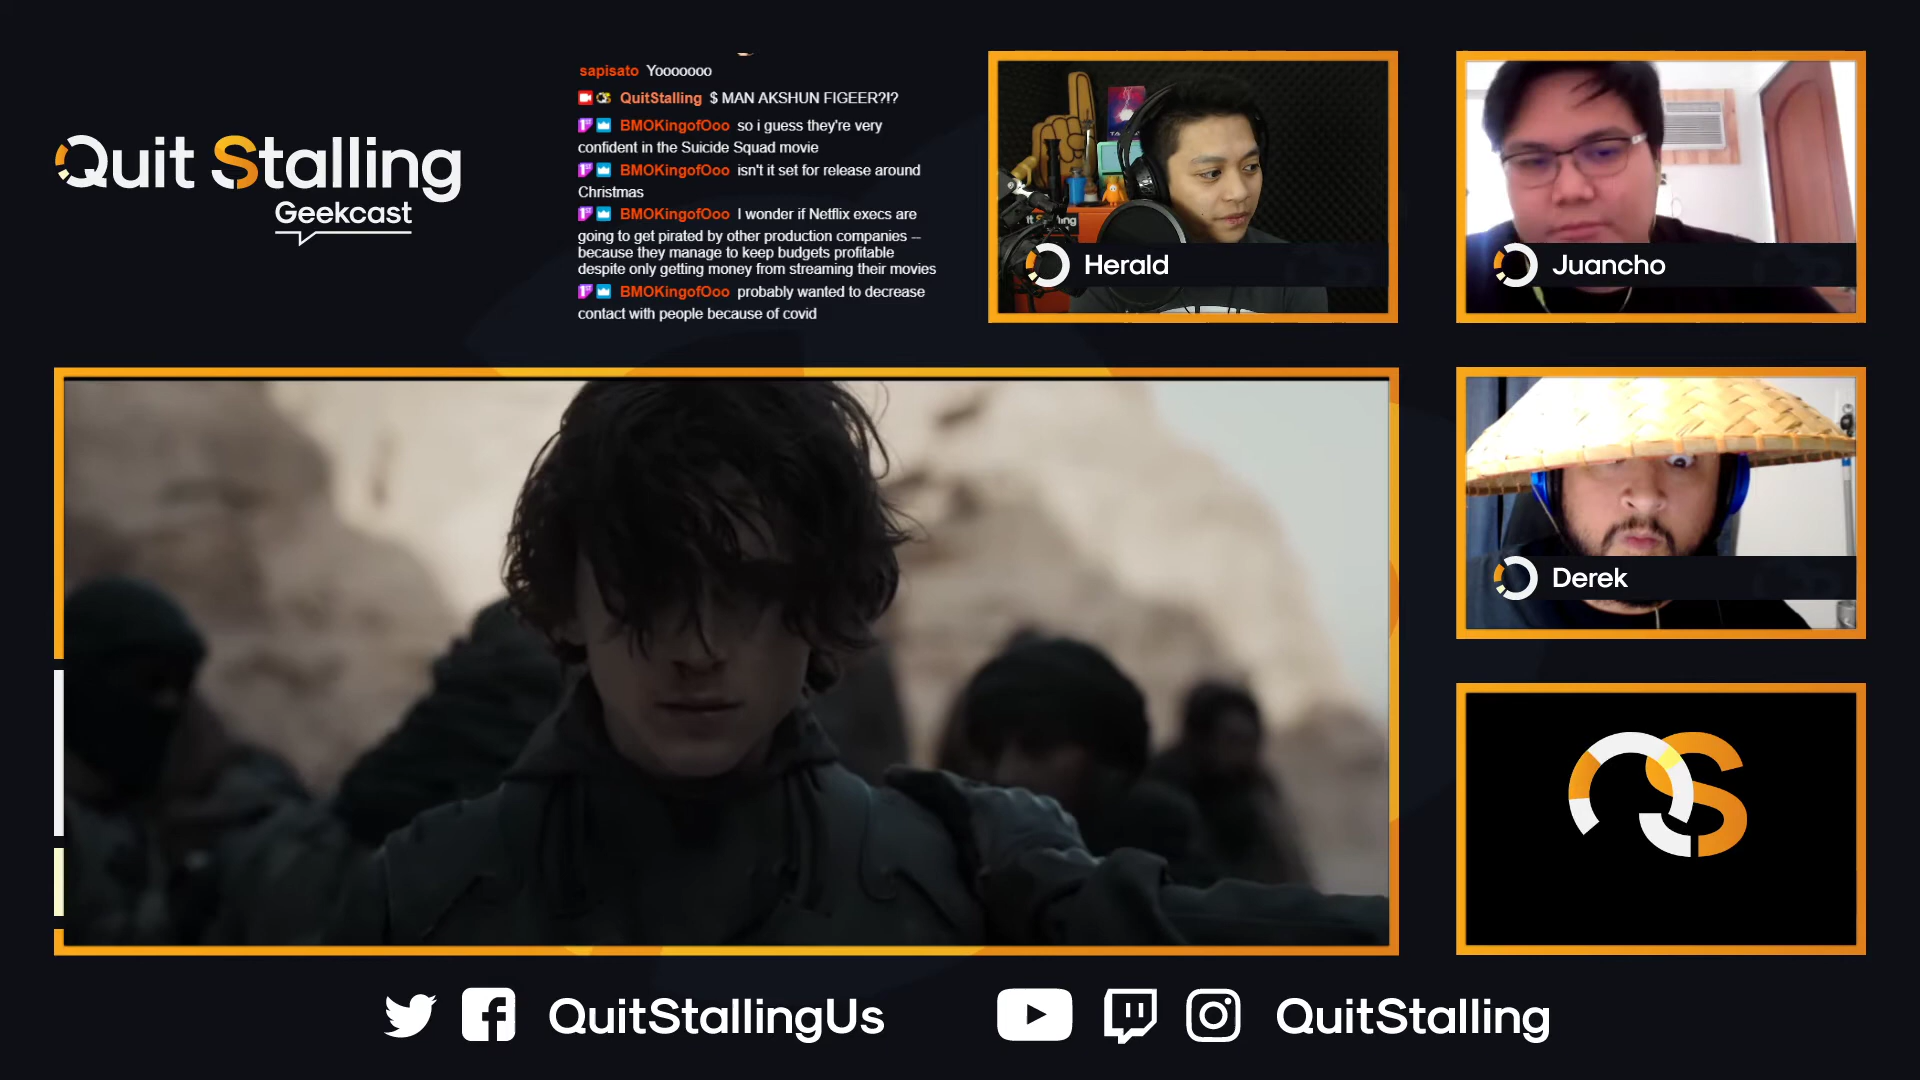 Quit Stalling
Geekcast
sapisato Yooooooo
QuitStalling $ MAN AKSHUN FIGEER?!?
BMOKingofOoo so i guess they're very
confident in the Suicide Squad movie
BMOKingofOoo isn't it set for release around
Christmas
BMOKingofOoo I wonder if Netflix execs are
going to get pirated by other production companies --
because they manage to keep budgets profitable
despite only getting money from streaming their movies
BMOKingofOoo probably wanted to decrease
contact with people because of covid
Herald
Juancho
Derek
QS
QuitStallingUs
QuitStalling